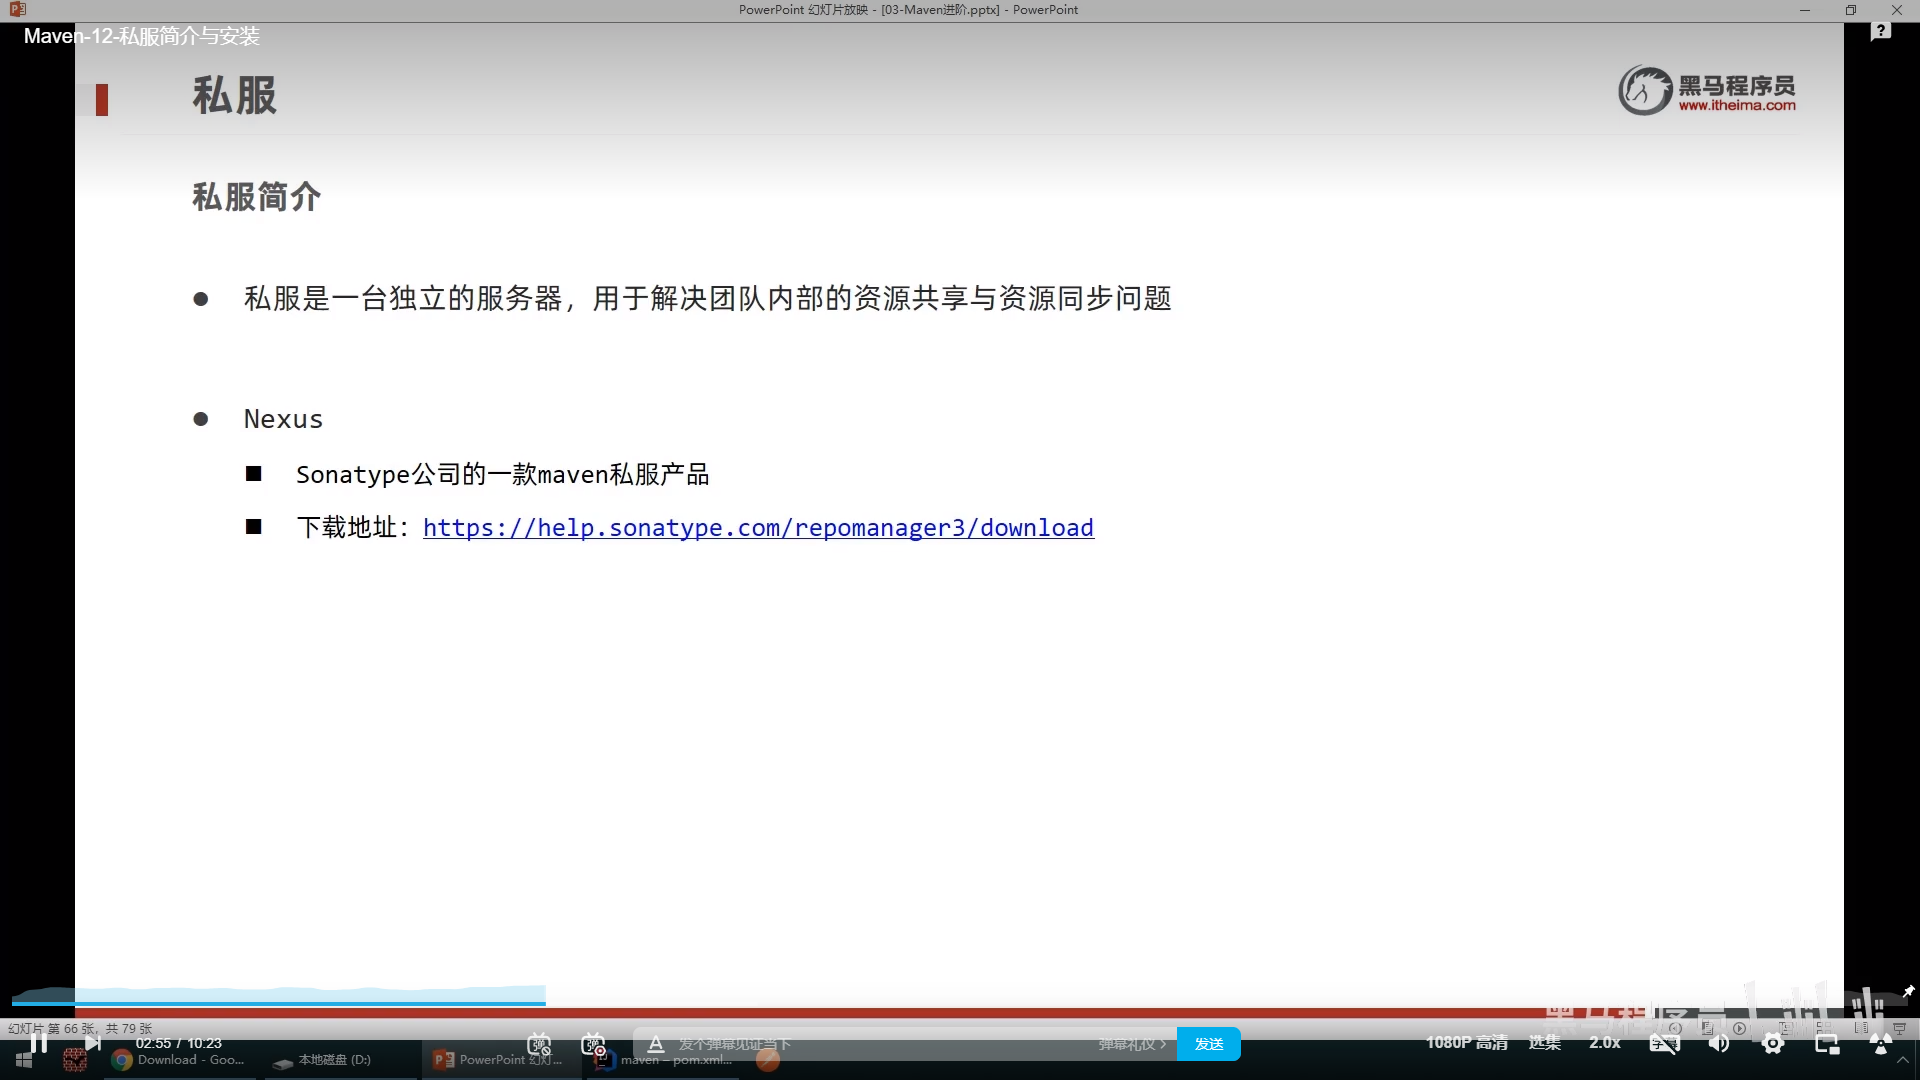 PowerPoint 幻灯片放映 - [03-Maven进阶.pptx] - PowerPoint
Maven-12-私服简介与安装
私服
黑马程序员
www.itheima.com
私服简介
私服是一台独立的服务器，用于解决团队内部的资源共享与资源同步问题
Nexus
Sonatype公司的一款maven私服产品
下载地址：https://help.sonatype.com/repomanager3/download
幻灯片 第 66 张，共 79 张
02:55 / 10:23
发个弹幕见证当下
弹幕礼仪
发送
1080P 高清
选集
2.0x
Download - Goo...
本地磁盘 (D:)
PowerPoint 幻灯...
maven – pom.xml...